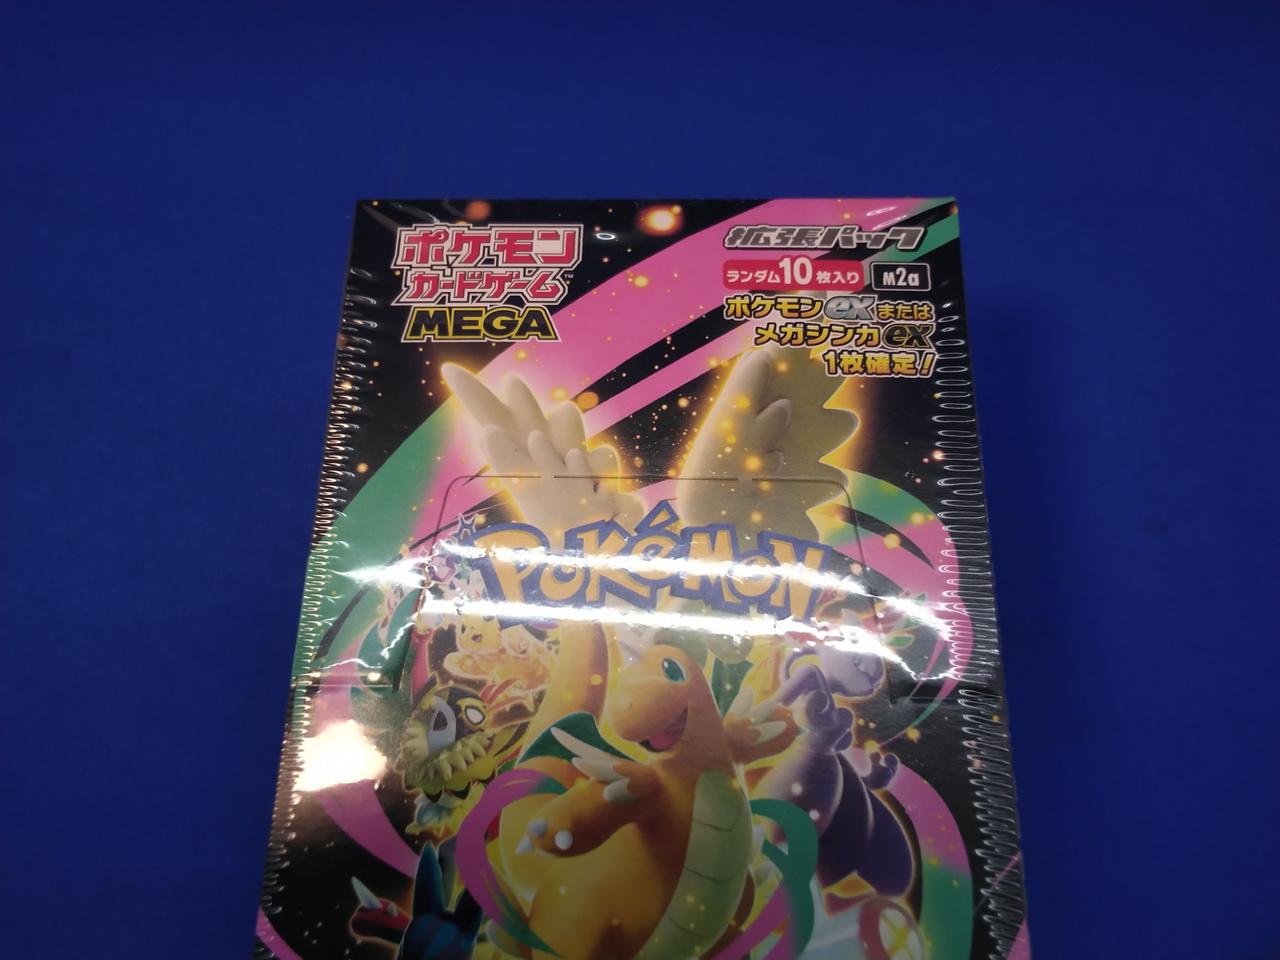 ポケモン
カードゲーム™
MEGA
拡張パック
ランダム10枚入り
M2a
ポケモンexまたは
メガシンカex
1枚確定!
POKéMON